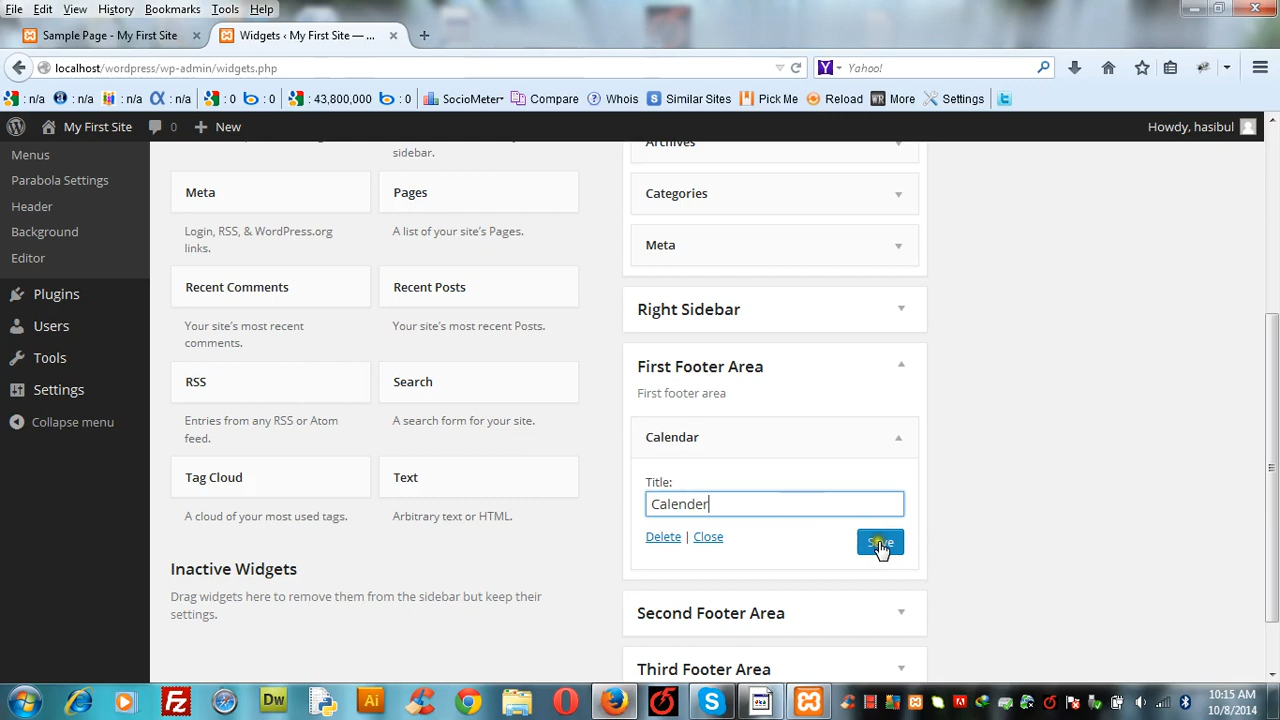 File Edit View History Bookmarks Tools Help
Sample Page - My First Site × Widgets ‹ My First Site — ... × +
localhost/wordpress/wp-admin/widgets.php Yahoo!
: n/a : n/a : n/a : n/a : 0 : 0 : 43,800,000 : 0 SocioMeter Compare Whois Similar Sites Pick Me Reload More Settings
My First Site 0 New Howdy, hasibul
Menus
Parabola Settings
Header
Background
Editor
Plugins
Users
Tools
Settings
Collapse menu
sidebar.
Meta
Login, RSS, & WordPress.org
links.
Pages
A list of your site's Pages.
Recent Comments
Your site's most recent
comments.
Recent Posts
Your site's most recent Posts.
RSS
Entries from any RSS or Atom
feed.
Search
A search form for your site.
Tag Cloud
A cloud of your most used tags.
Text
Arbitrary text or HTML.
Inactive Widgets
Drag widgets here to remove them from the sidebar but keep their
settings.
Archives
Categories
Meta
Right Sidebar
First Footer Area
First footer area
Calendar
Title:
Calender
Delete | Close Save
Second Footer Area
Third Footer Area
10:15 AM
10/8/2014